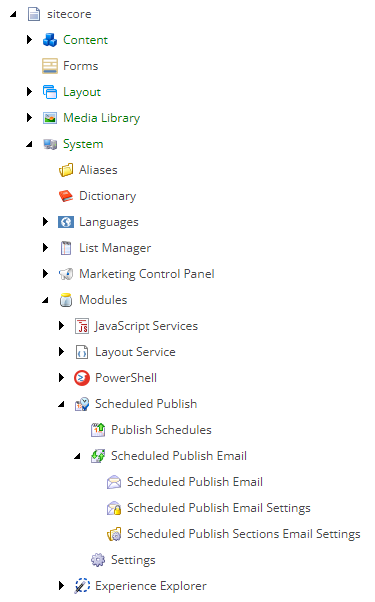 sitecore
Content
Forms
Layout
Media Library
System
Aliases
Dictionary
Languages
List Manager
Marketing Control Panel
Modules
JavaScript Services
Layout Service
PowerShell
Scheduled Publish
Publish Schedules
Scheduled Publish Email
Scheduled Publish Email
Scheduled Publish Email Settings
Scheduled Publish Sections Email Settings
Settings
Experience Explorer